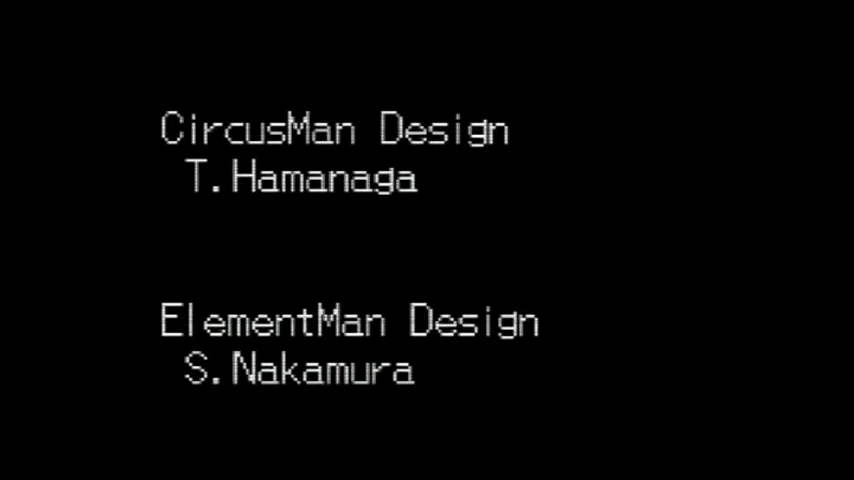 CircusMan Design
T.Hamanaga
ElementMan Design
S.Nakamura